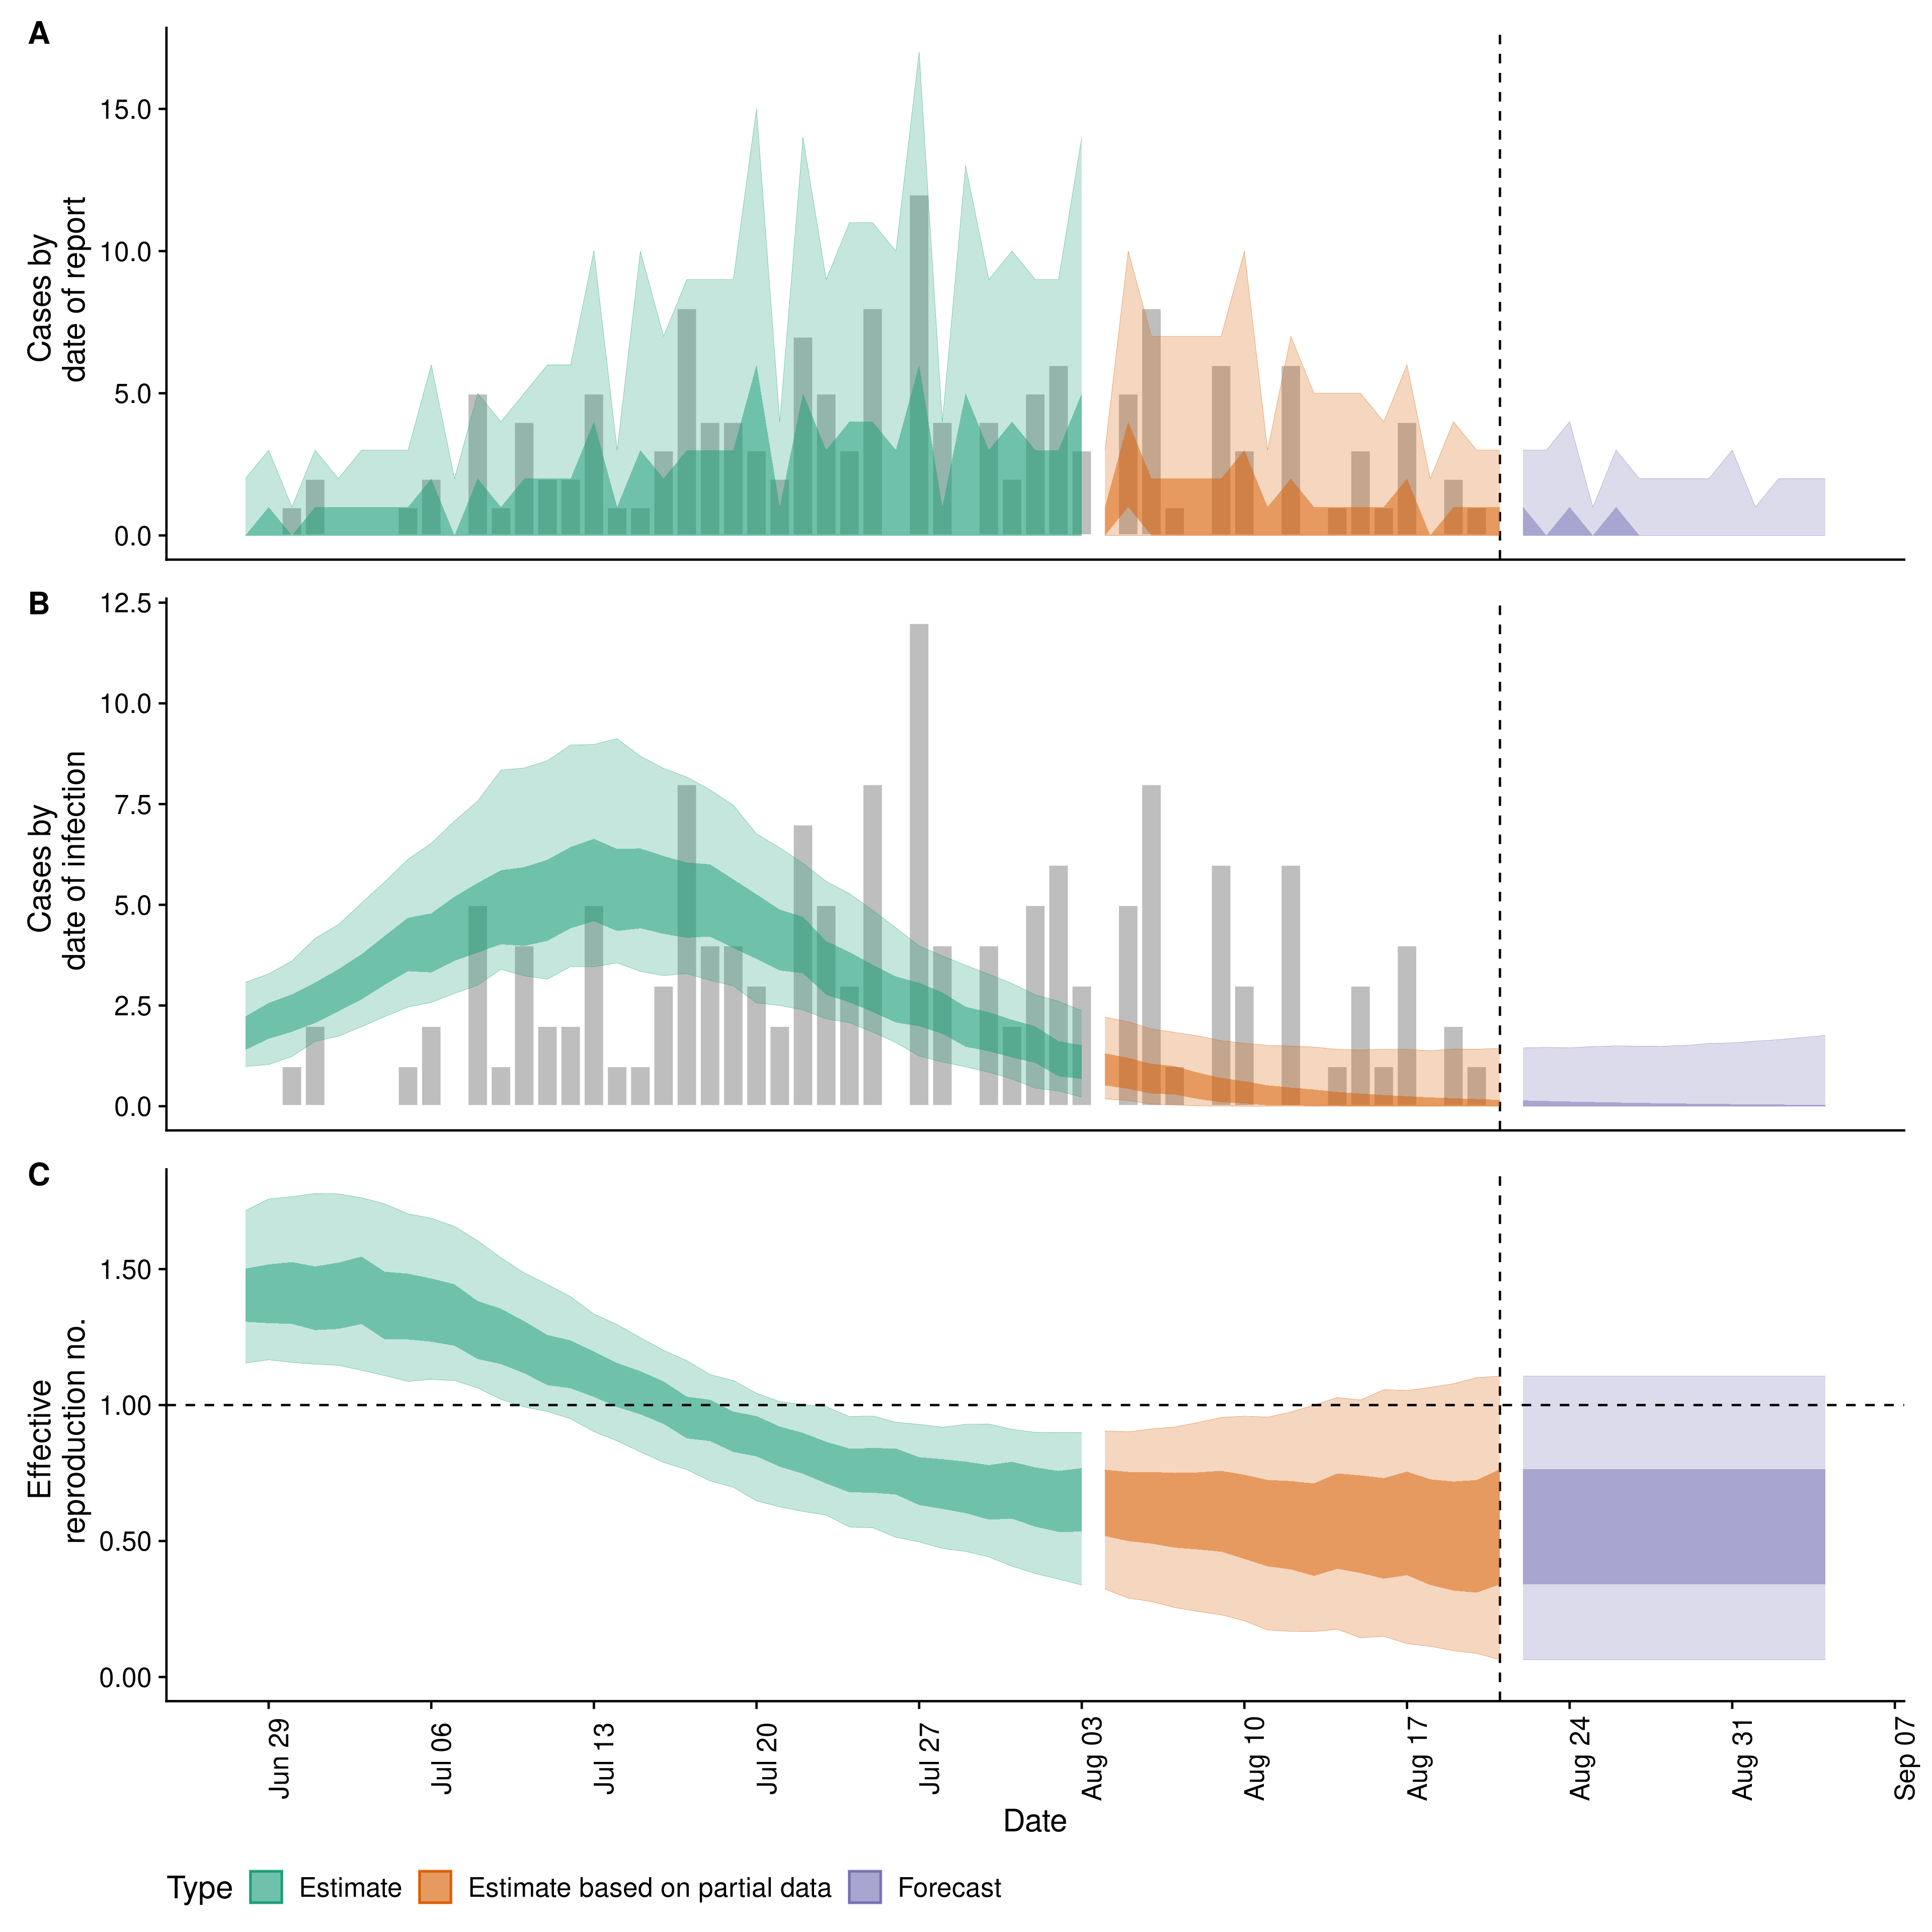 A
Cases by
date of report
15.0
10.0
5.0
0.0
B
Cases by
date of infection
12.5
10.0
7.5
5.0
2.5
0.0
C
Effective
reproduction no.
1.50
1.00
0.50
0.00
Jun 29
Jul 06
Jul 13
Jul 20
Jul 27
Aug 03
Aug 10
Aug 17
Aug 24
Aug 31
Sep 07
Date
Type Estimate Estimate based on partial data Forecast